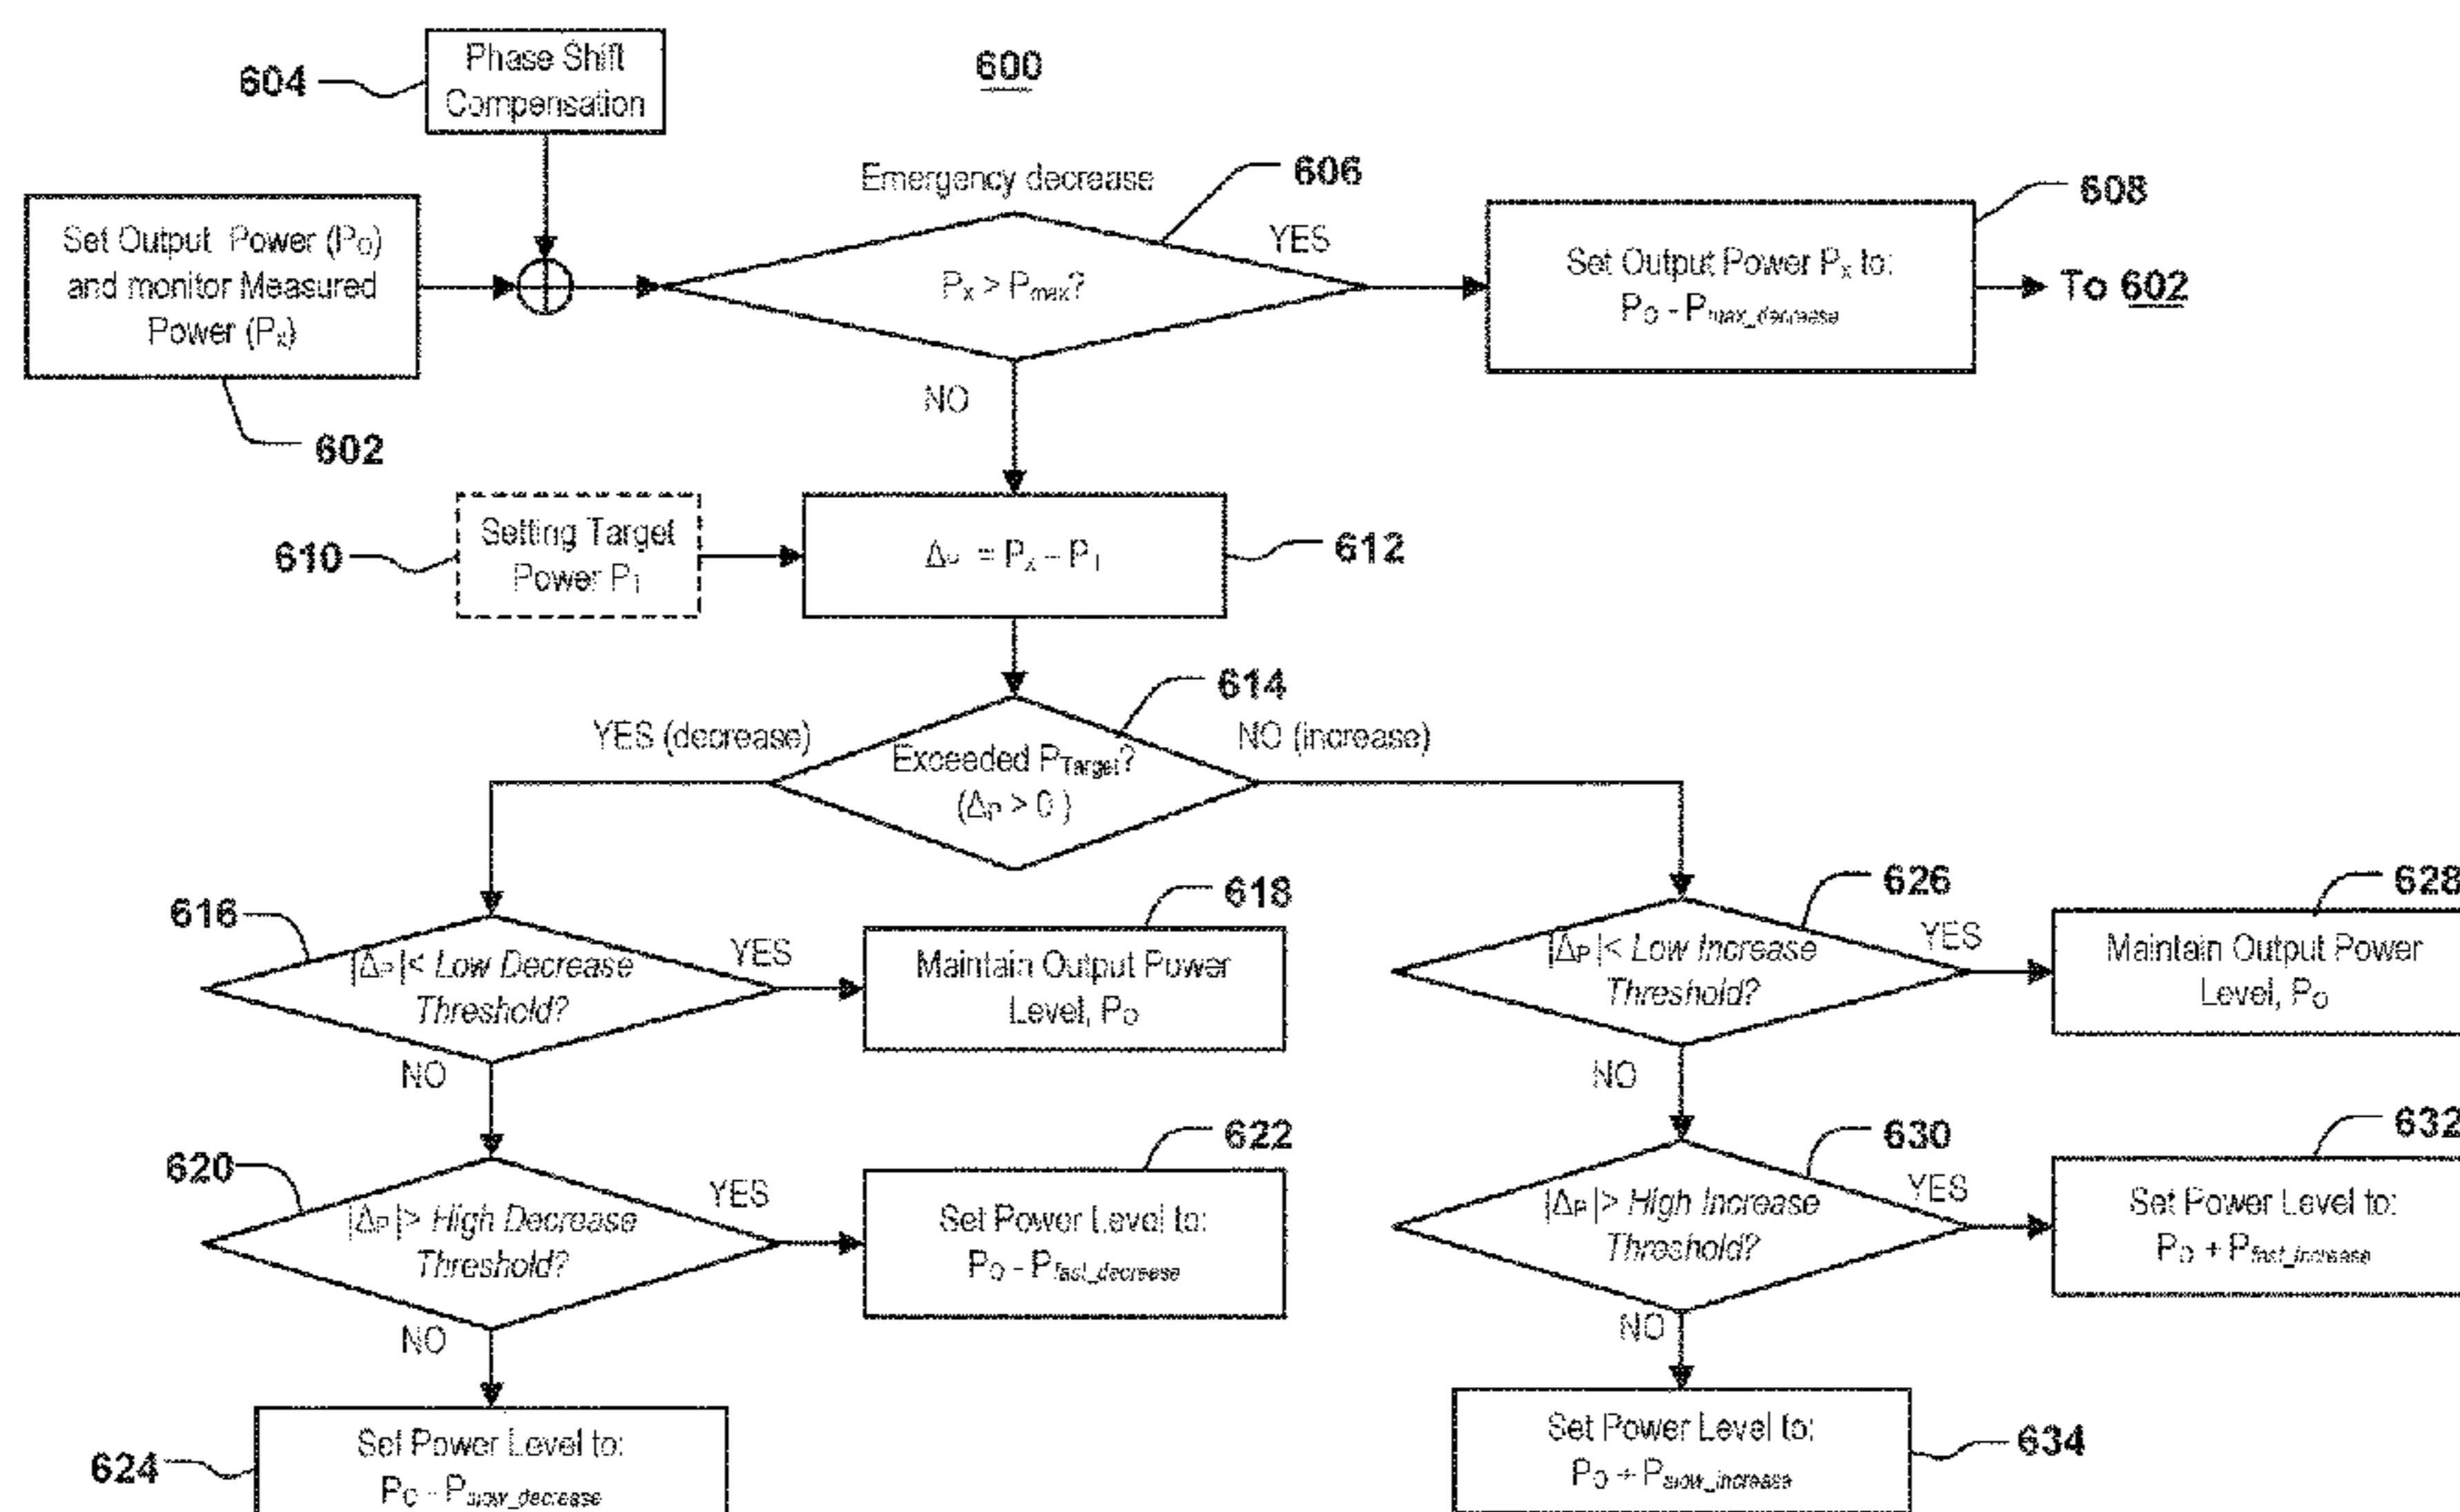 Phase Shift
Compensation
604
600
Emergency decrease
606
608
Set Output Power (PO)
and monitor Measured
Power (Px)
Px > Pmax?
YES
Set Output Power Px to:
PO - Pmax_decrease
To 602
602
NO
Setting Target
Power PT
610
ΔP = Px – PT
612
614
YES (decrease)
NO (increase)
Exceeded PTarget?
(ΔP > 0 )
616
|ΔP|< Low Decrease
Threshold?
YES
618
Maintain Output Power
Level, PO
626
|ΔP|< Low Increase
Threshold?
YES
628
Maintain Output Power
Level, PO
NO
NO
620
|ΔP|> High Decrease
Threshold?
YES
622
Set Power Level to:
PO - Pfast_decrease
630
|ΔP|> High Increase
Threshold?
YES
632
Set Power Level to:
PO + Pfast_increase
NO
NO
624
Set Power Level to:
PO - Pslow_decrease
Set Power Level to:
PO + Pslow_increase
634